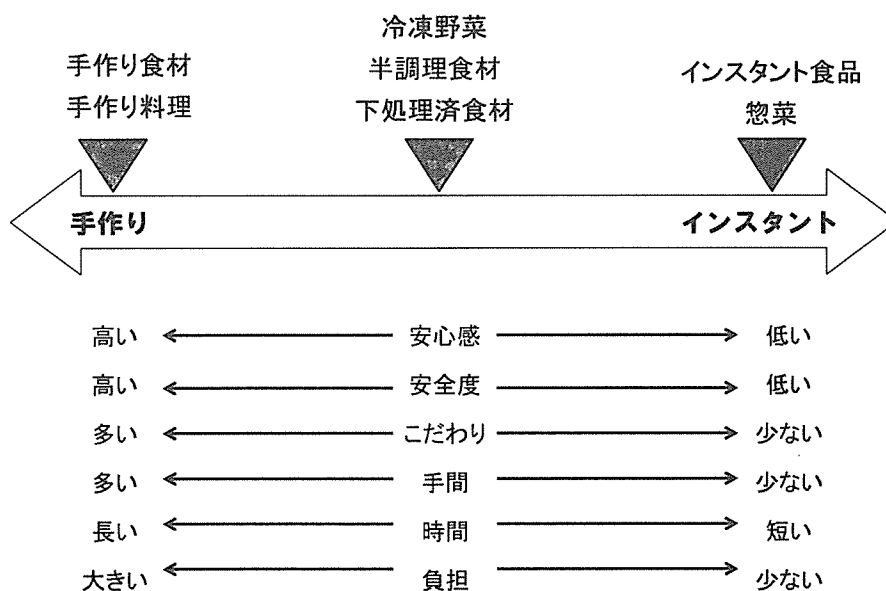 手作り食材
手作り料理
冷凍野菜
半調理食材
下処理済食材
インスタント食品
惣菜
手作り インスタント
高い 安心感 低い
高い 安全度 低い
多い こだわり 少ない
多い 手間 少ない
長い 時間 短い
大きい 負担 少ない